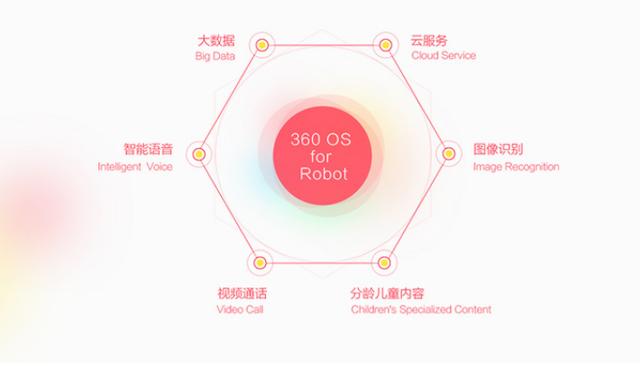 大数据
Big Data
云服务
Cloud Service
智能语音
Intelligent Voice
360 OS
for
Robot
图像识别
Image Recognition
视频通话
Video Call
分龄儿童内容
Children's Specialized Content